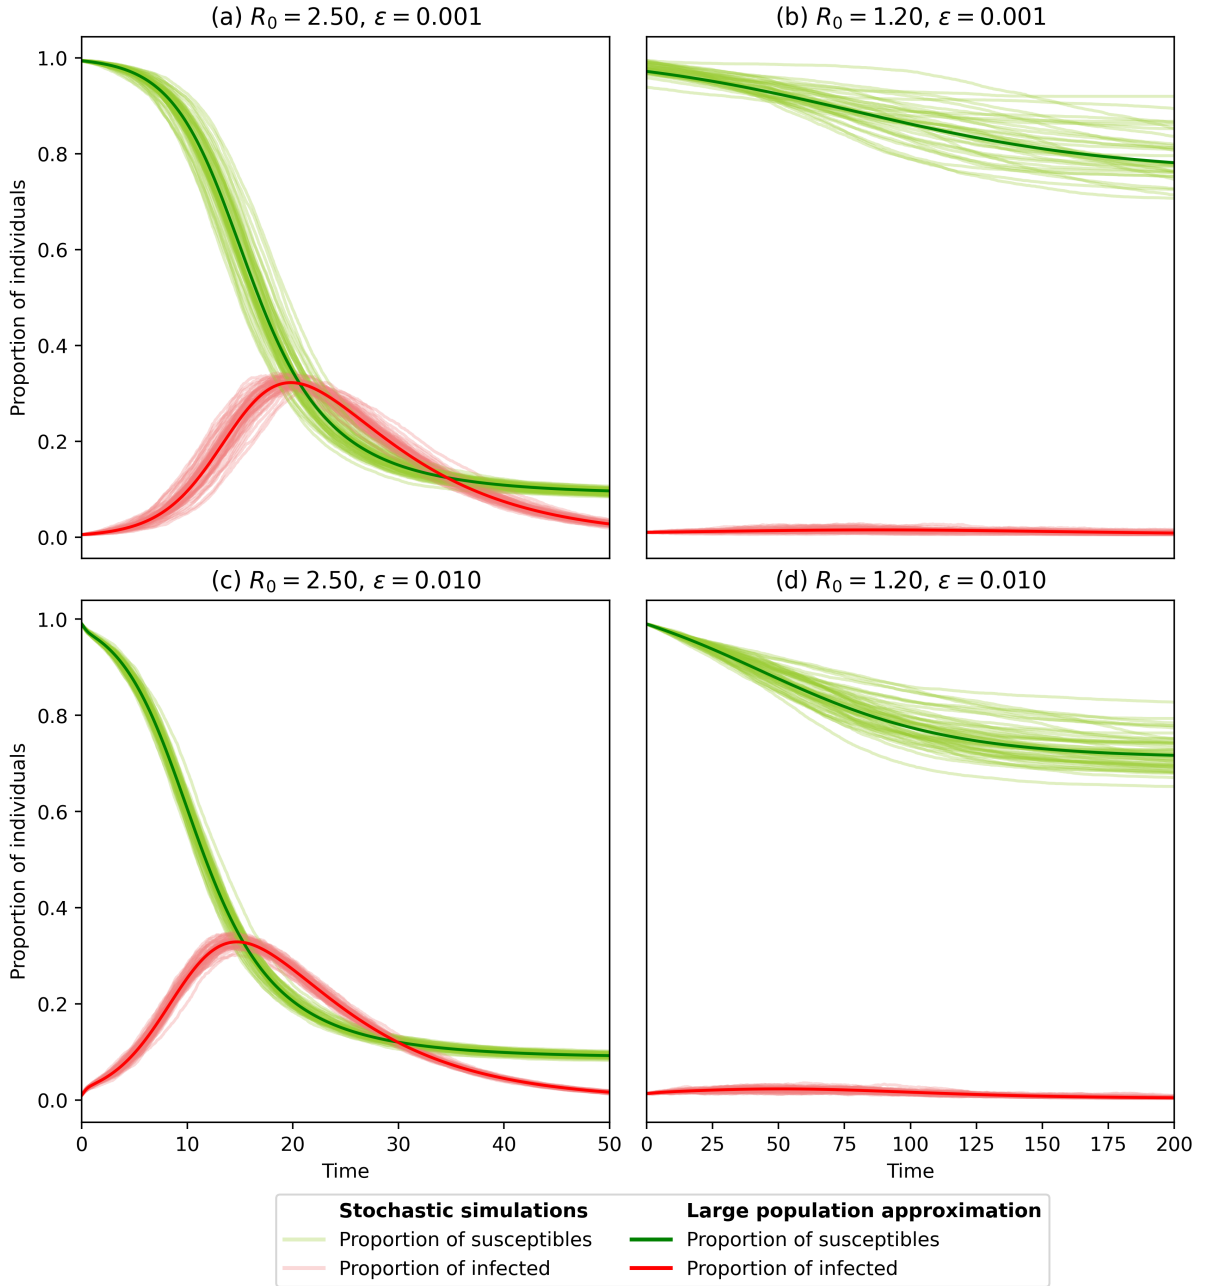 (a) R₀ = 2.50, ε = 0.001
(b) R₀ = 1.20, ε = 0.001
Proportion of individuals
1.0
0.8
0.6
0.4
0.2
0.0
(c) R₀ = 2.50, ε = 0.010
(d) R₀ = 1.20, ε = 0.010
Proportion of individuals
1.0
0.8
0.6
0.4
0.2
0.0
0 10 20 30 40 50
0 25 50 75 100 125 150 175 200
Time
Time
Stochastic simulations
Proportion of susceptibles
Proportion of infected
Large population approximation
Proportion of susceptibles
Proportion of infected